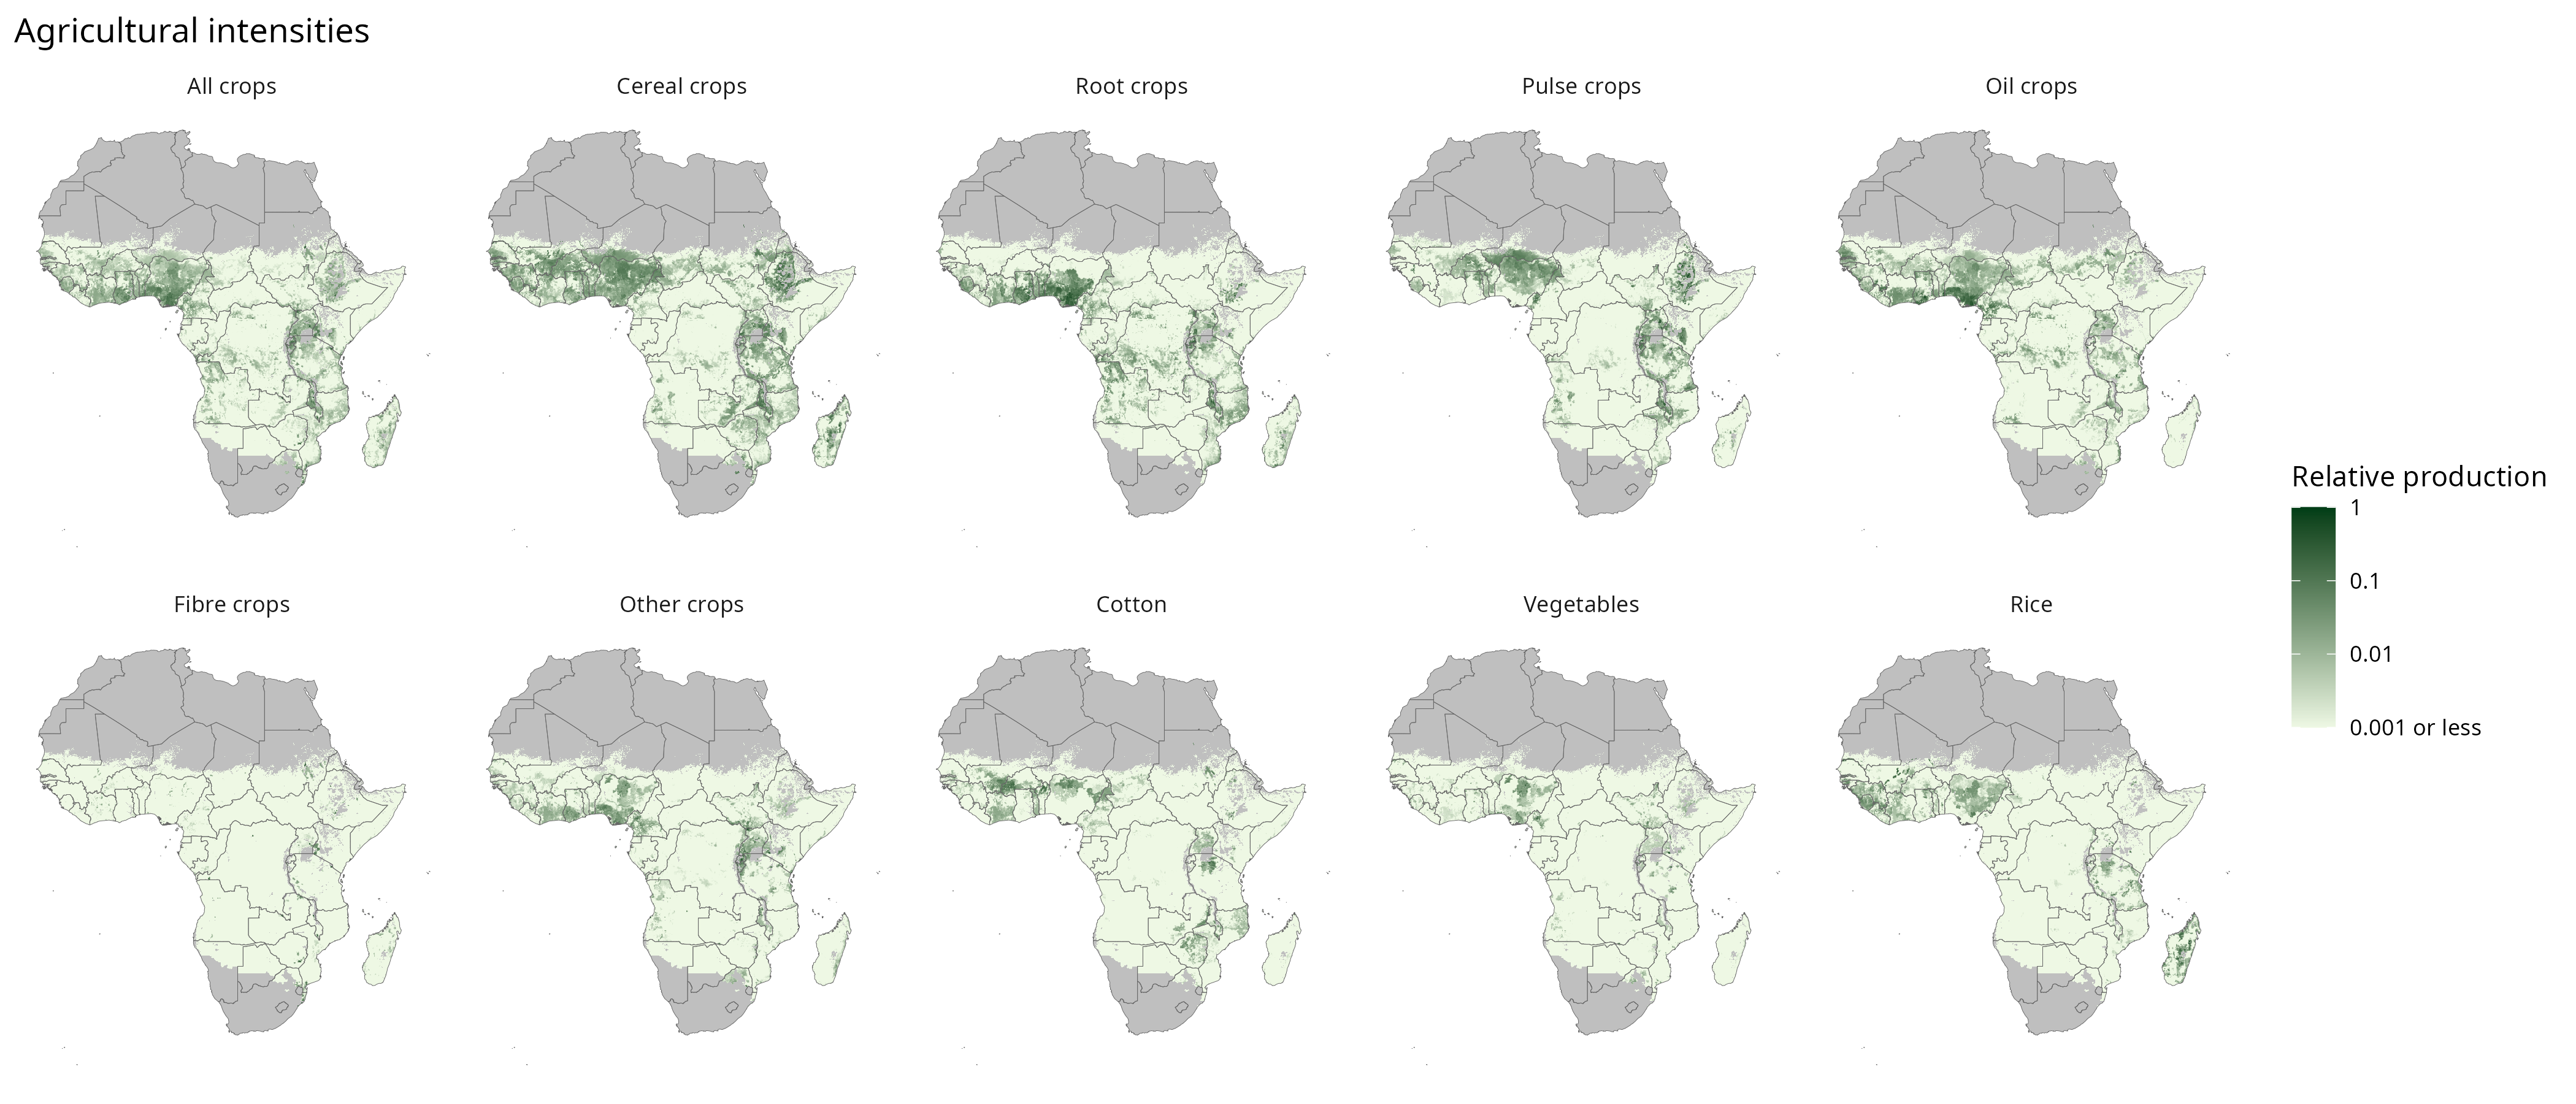 Agricultural intensities
All crops
Cereal crops
Root crops
Pulse crops
Oil crops
Fibre crops
Other crops
Cotton
Vegetables
Rice
Relative production
1
0.1
0.01
0.001 or less